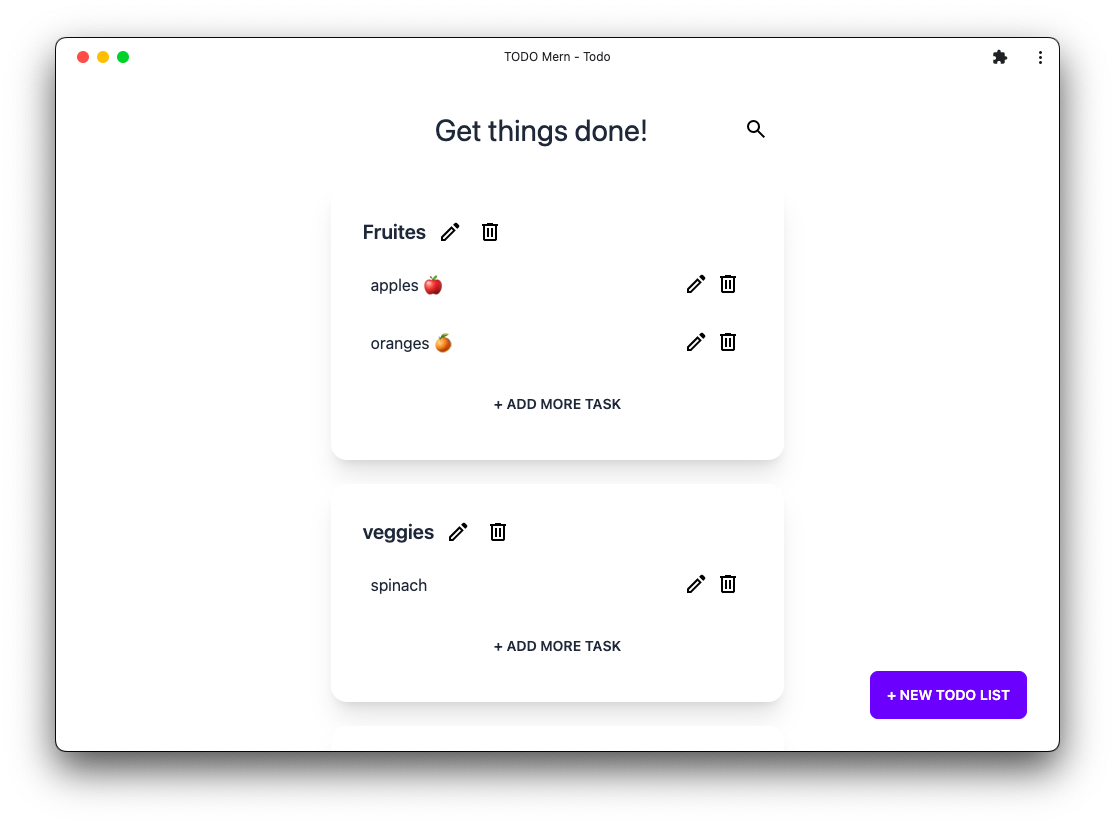 TODO Mern - Todo
Get things done!
Fruites
apples 🍎
oranges 🍊
+ ADD MORE TASK
veggies
spinach
+ ADD MORE TASK
+ NEW TODO LIST